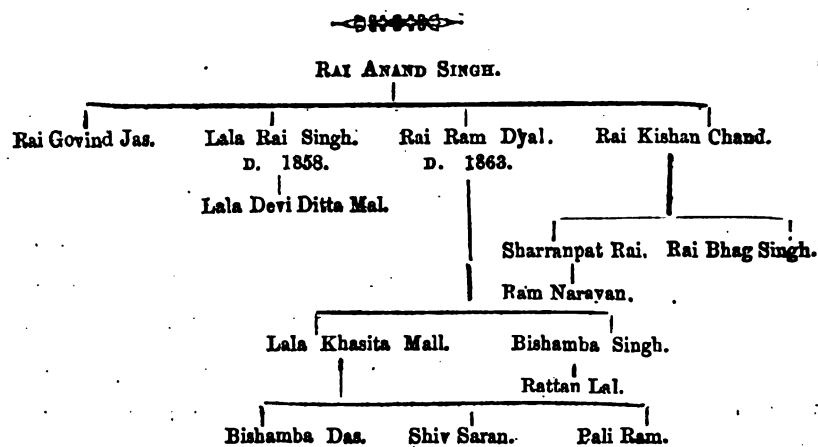 RAI ANAND SINGH.
Rai Govind Jas. Lala Rai Singh. Rai Ram Dyal. Rai Kishan Chand.
D. 1858. D. 1863.
Lala Devi Ditta Mal.
Sharranpat Rai. Rai Bhag Singh.
Ram Narayan.
Lala Khasita Mall. Bishamba Singh.
Rattan Lal.
Bishamba Das. Shiv Saran. Pali Ram.